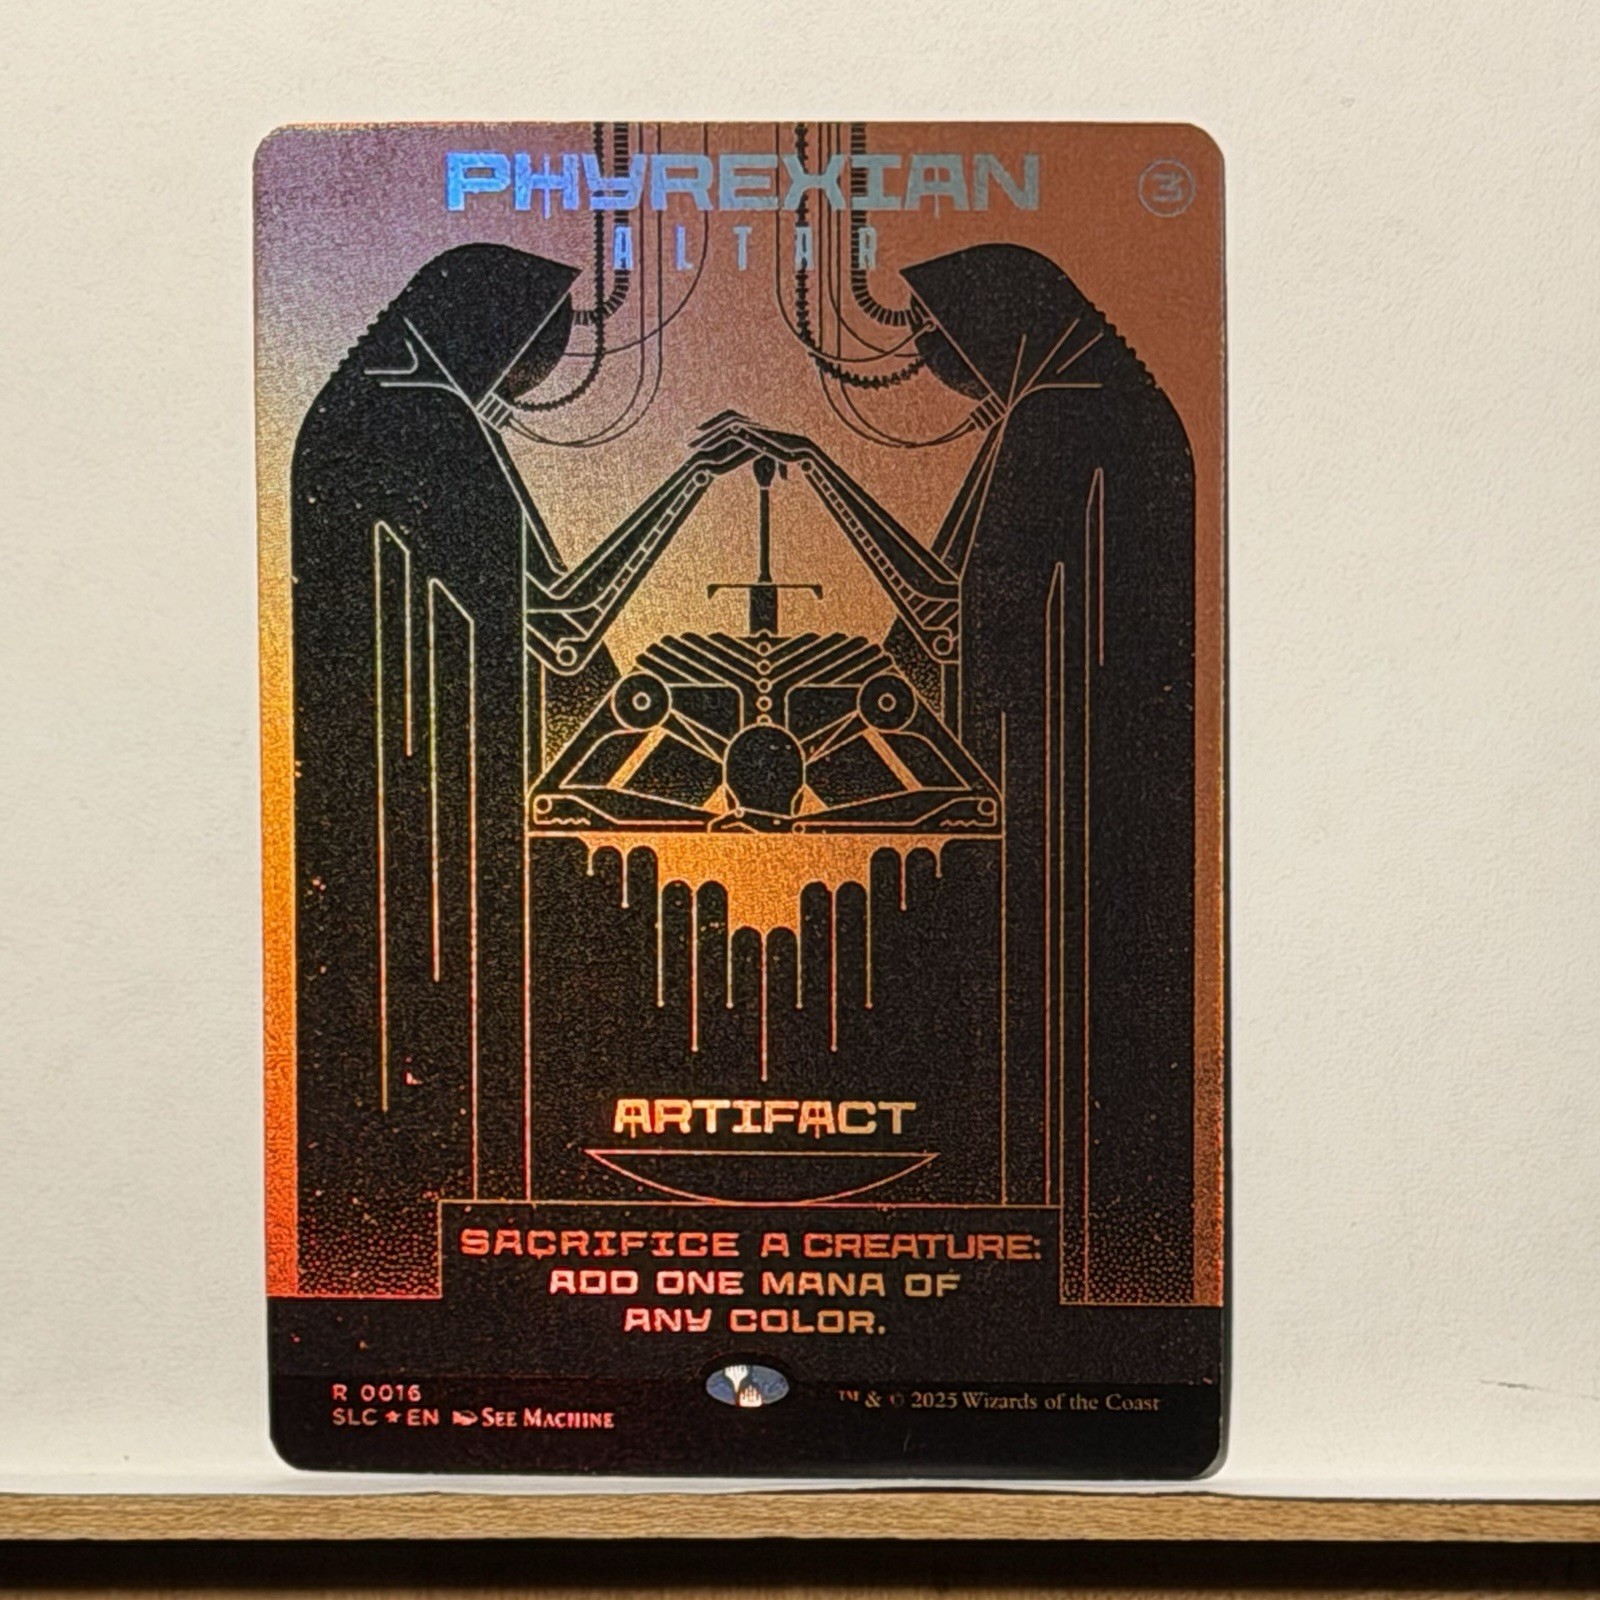 PHYREXIAN
3
ALTAR
ARTIFACT
SACRIFICE A CREATURE:
ADD ONE MANA OF
ANY COLOR.
R 0016
SLC ★ EN SEE MACHINE
™ & © 2025 Wizards of the Coast